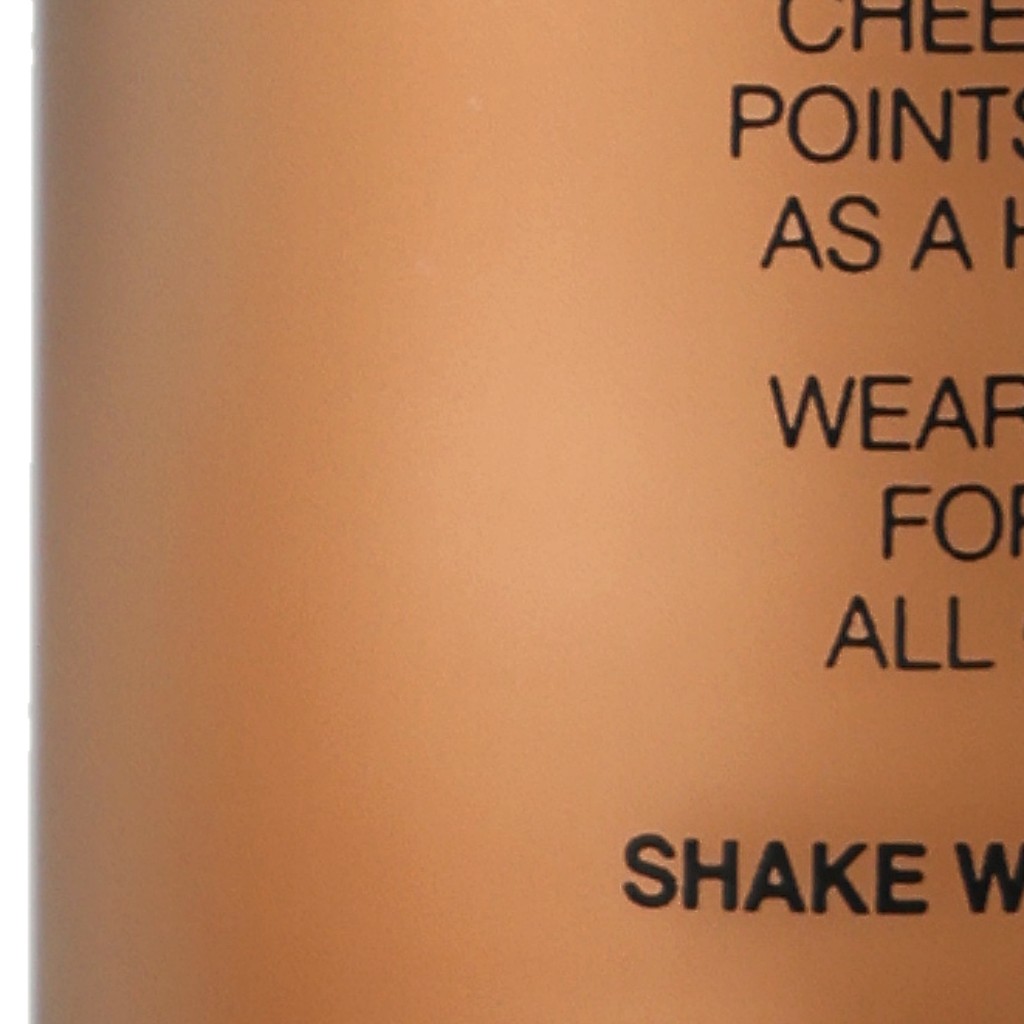 CHEE
POINTS
AS A H
WEAR
FOR
ALL
SHAKE W